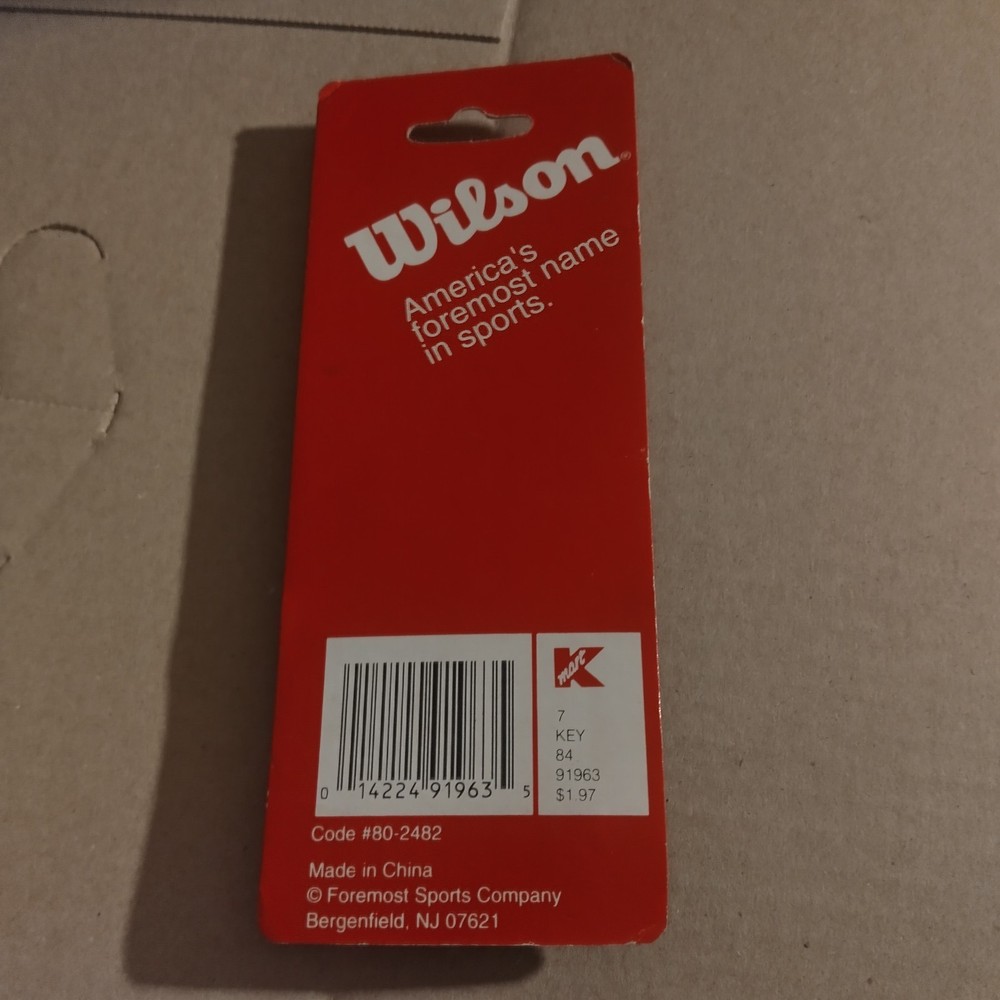 Wilson®
America's
foremost name
in sports.
0 14224 91963 5
K mart
7
KEY
84
91963
$1.97
Code #80-2482
Made in China
© Foremost Sports Company
Bergenfield, NJ 07621